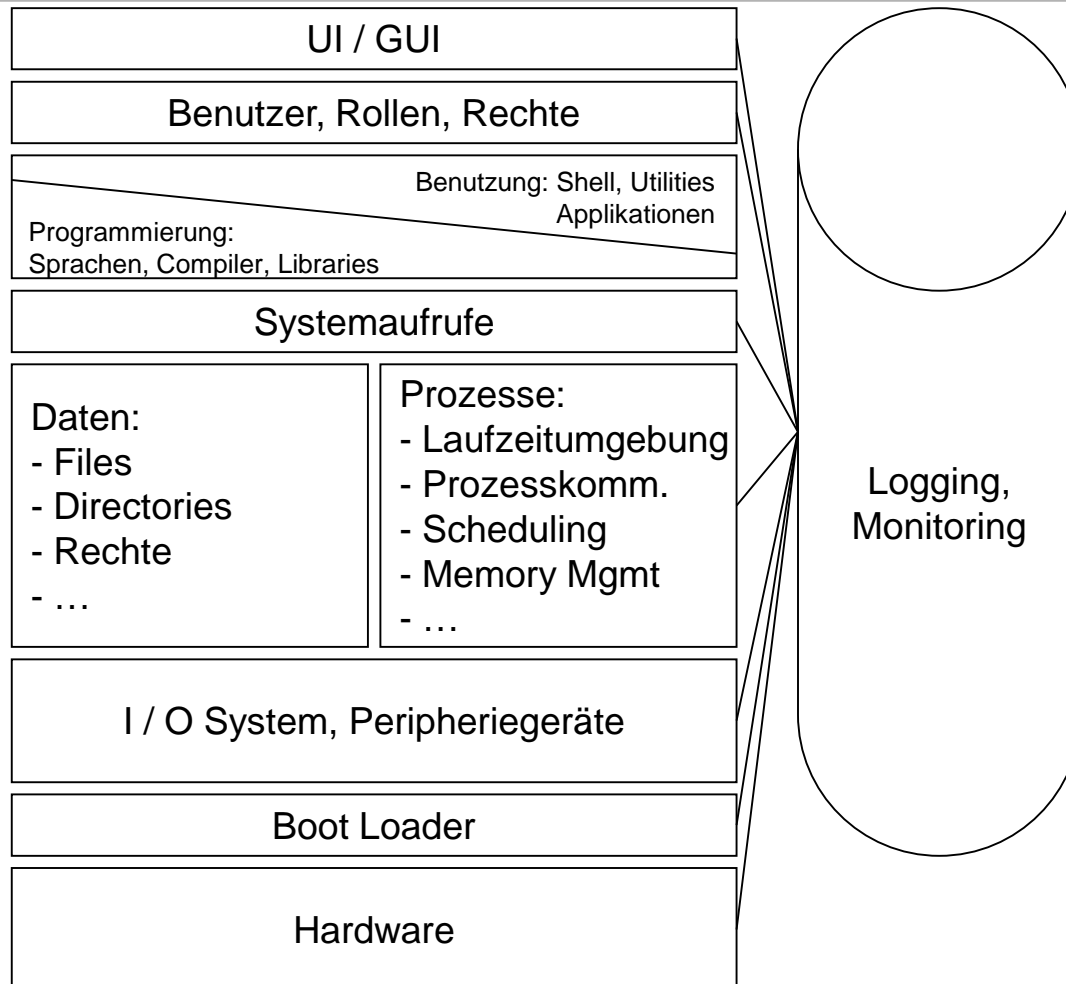 UI / GUI
Benutzer, Rollen, Rechte
Benutzung: Shell, Utilities
Applikationen
Programmierung:
Sprachen, Compiler, Libraries
Systemaufrufe
Daten:
- Files
- Directories
- Rechte
- …
Prozesse:
- Laufzeitumgebung
- Prozesskomm.
- Scheduling
- Memory Mgmt
- …
I / O System, Peripheriegeräte
Boot Loader
Hardware
Logging,
Monitoring